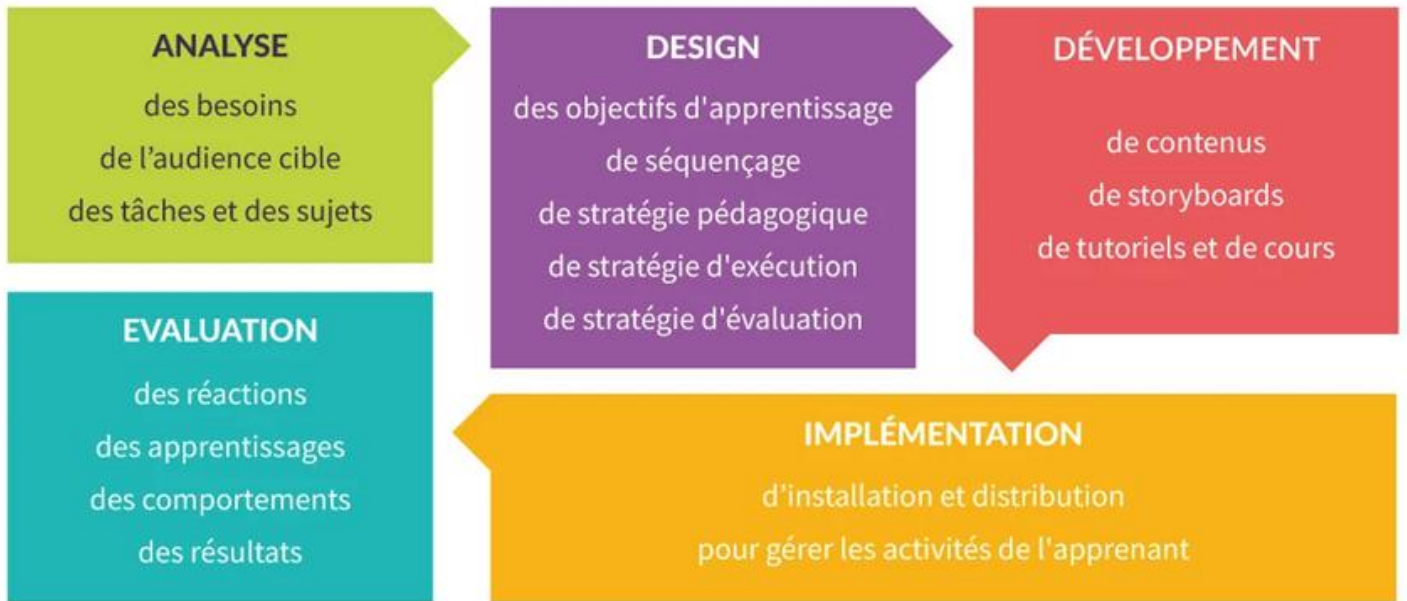 ANALYSE
des besoins
de l’audience cible
des tâches et des sujets
DESIGN
des objectifs d'apprentissage
de séquençage
de stratégie pédagogique
de stratégie d'exécution
de stratégie d'évaluation
DÉVELOPPEMENT
de contenus
de storyboards
de tutoriels et de cours
IMPLÉMENTATION
d’installation et distribution
pour gérer les activités de l'apprenant
EVALUATION
des réactions
des apprentissages
des comportements
des résultats